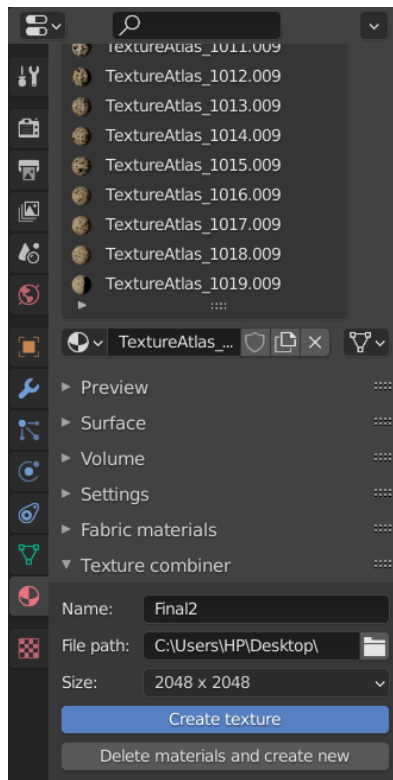 TextureAtlas_1011.009
TextureAtlas_1012.009
TextureAtlas_1013.009
TextureAtlas_1014.009
TextureAtlas_1015.009
TextureAtlas_1016.009
TextureAtlas_1017.009
TextureAtlas_1018.009
TextureAtlas_1019.009
TextureAtlas_...
Preview
Surface
Volume
Settings
Fabric materials
Texture combiner
Name: Final2
File path: C:\Users\HP\Desktop\
Size: 2048 x 2048
Create texture
Delete materials and create new